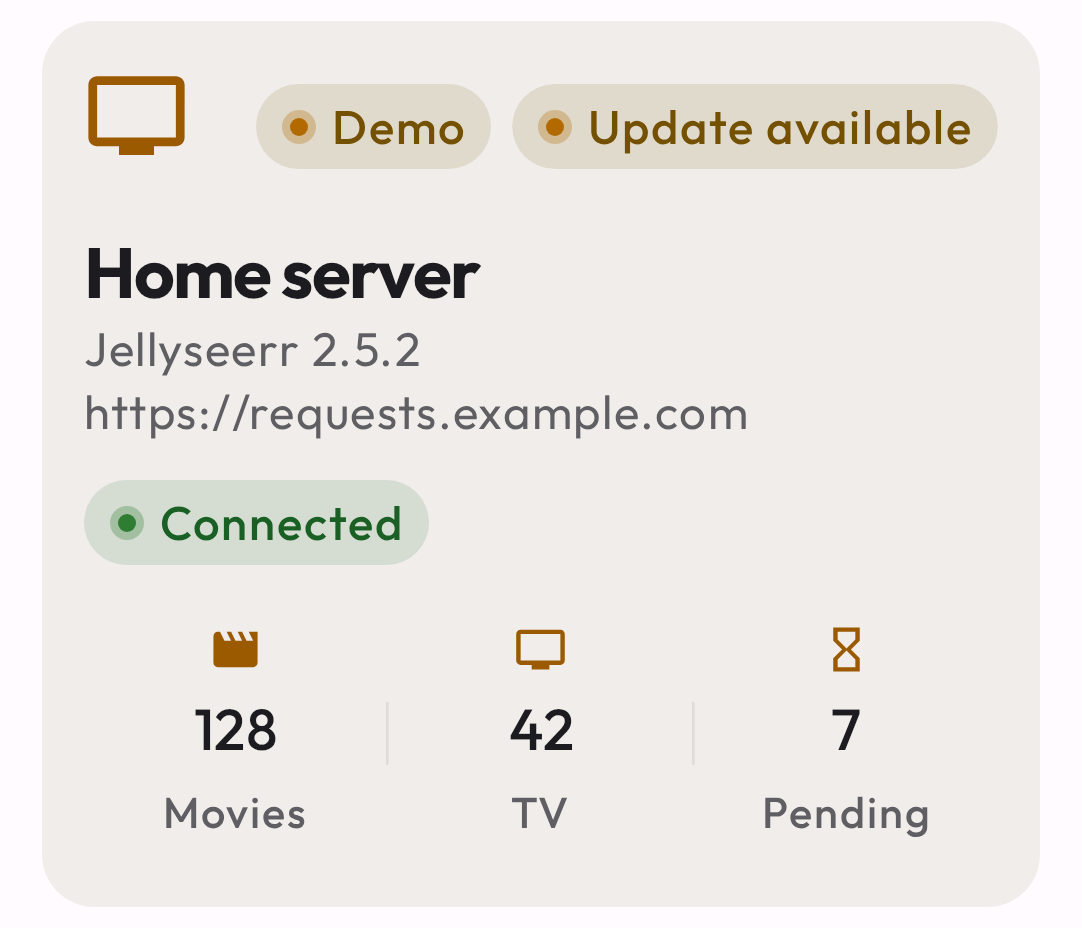 Demo Update available
Home server
Jellyseerr 2.5.2
https://requests.example.com
Connected
128 42 7
Movies TV Pending